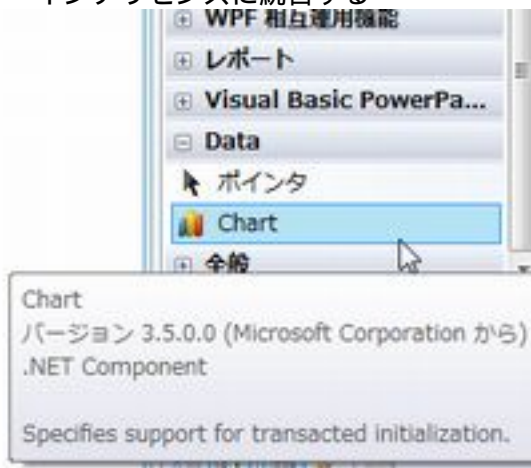 WPF 相互運用機能
レポート
Visual Basic PowerPa...
Data
ポインタ
Chart
全般
Chart
バージョン 3.5.0.0 (Microsoft Corporation から)
.NET Component
Specifies support for transacted initialization.